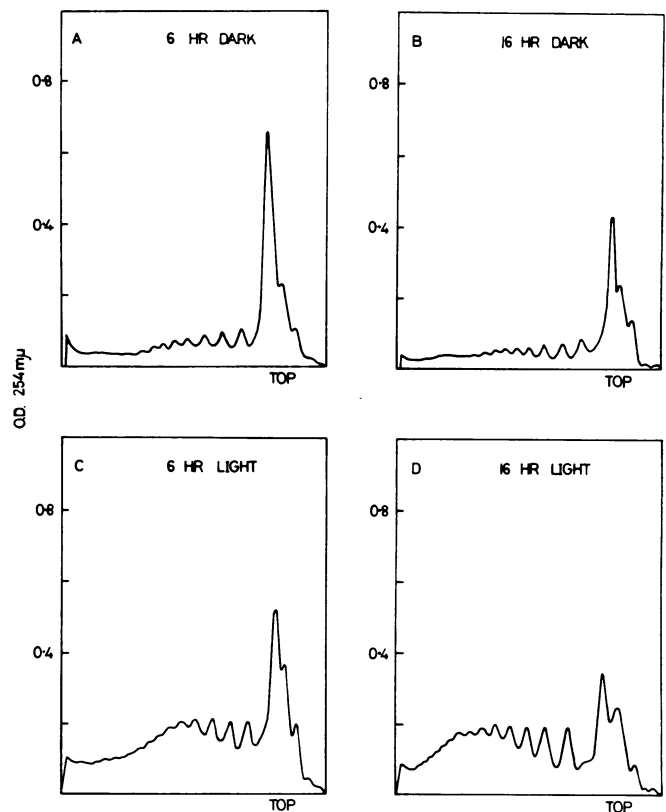 A 6 HR DARK
B 16 HR DARK
0·8
0·8
0·4
0·4
TOP
TOP
O.D. 254mμ
C 6 HR LIGHT
D 16 HR LIGHT
0·8
0·8
0·4
0·4
TOP
TOP